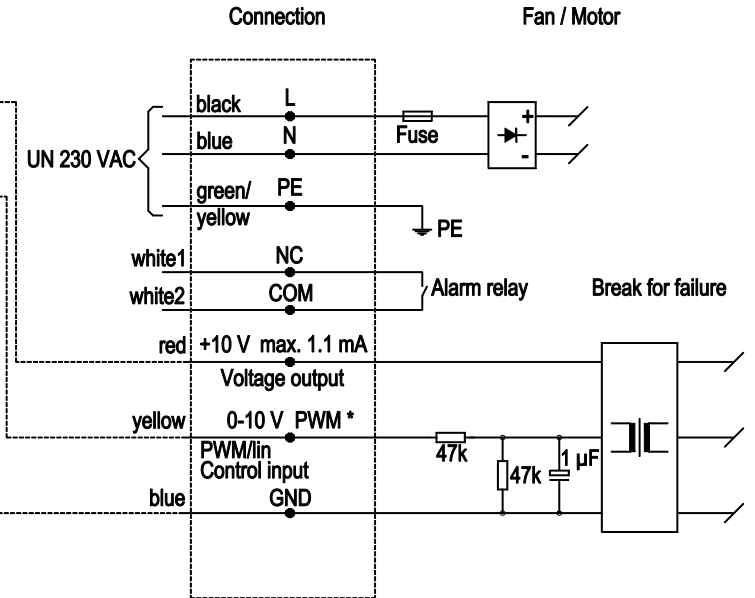 Connection
Fan / Motor
black L
blue N
Fuse
+
-
UN 230 VAC
green/
yellow
PE
PE
white1 NC
white2 COM
Alarm relay
Break for failure
red +10 V max. 1.1 mA
Voltage output
yellow 0-10 V PWM *
PWM/lin
Control input
47k
47k
1 µF
blue GND